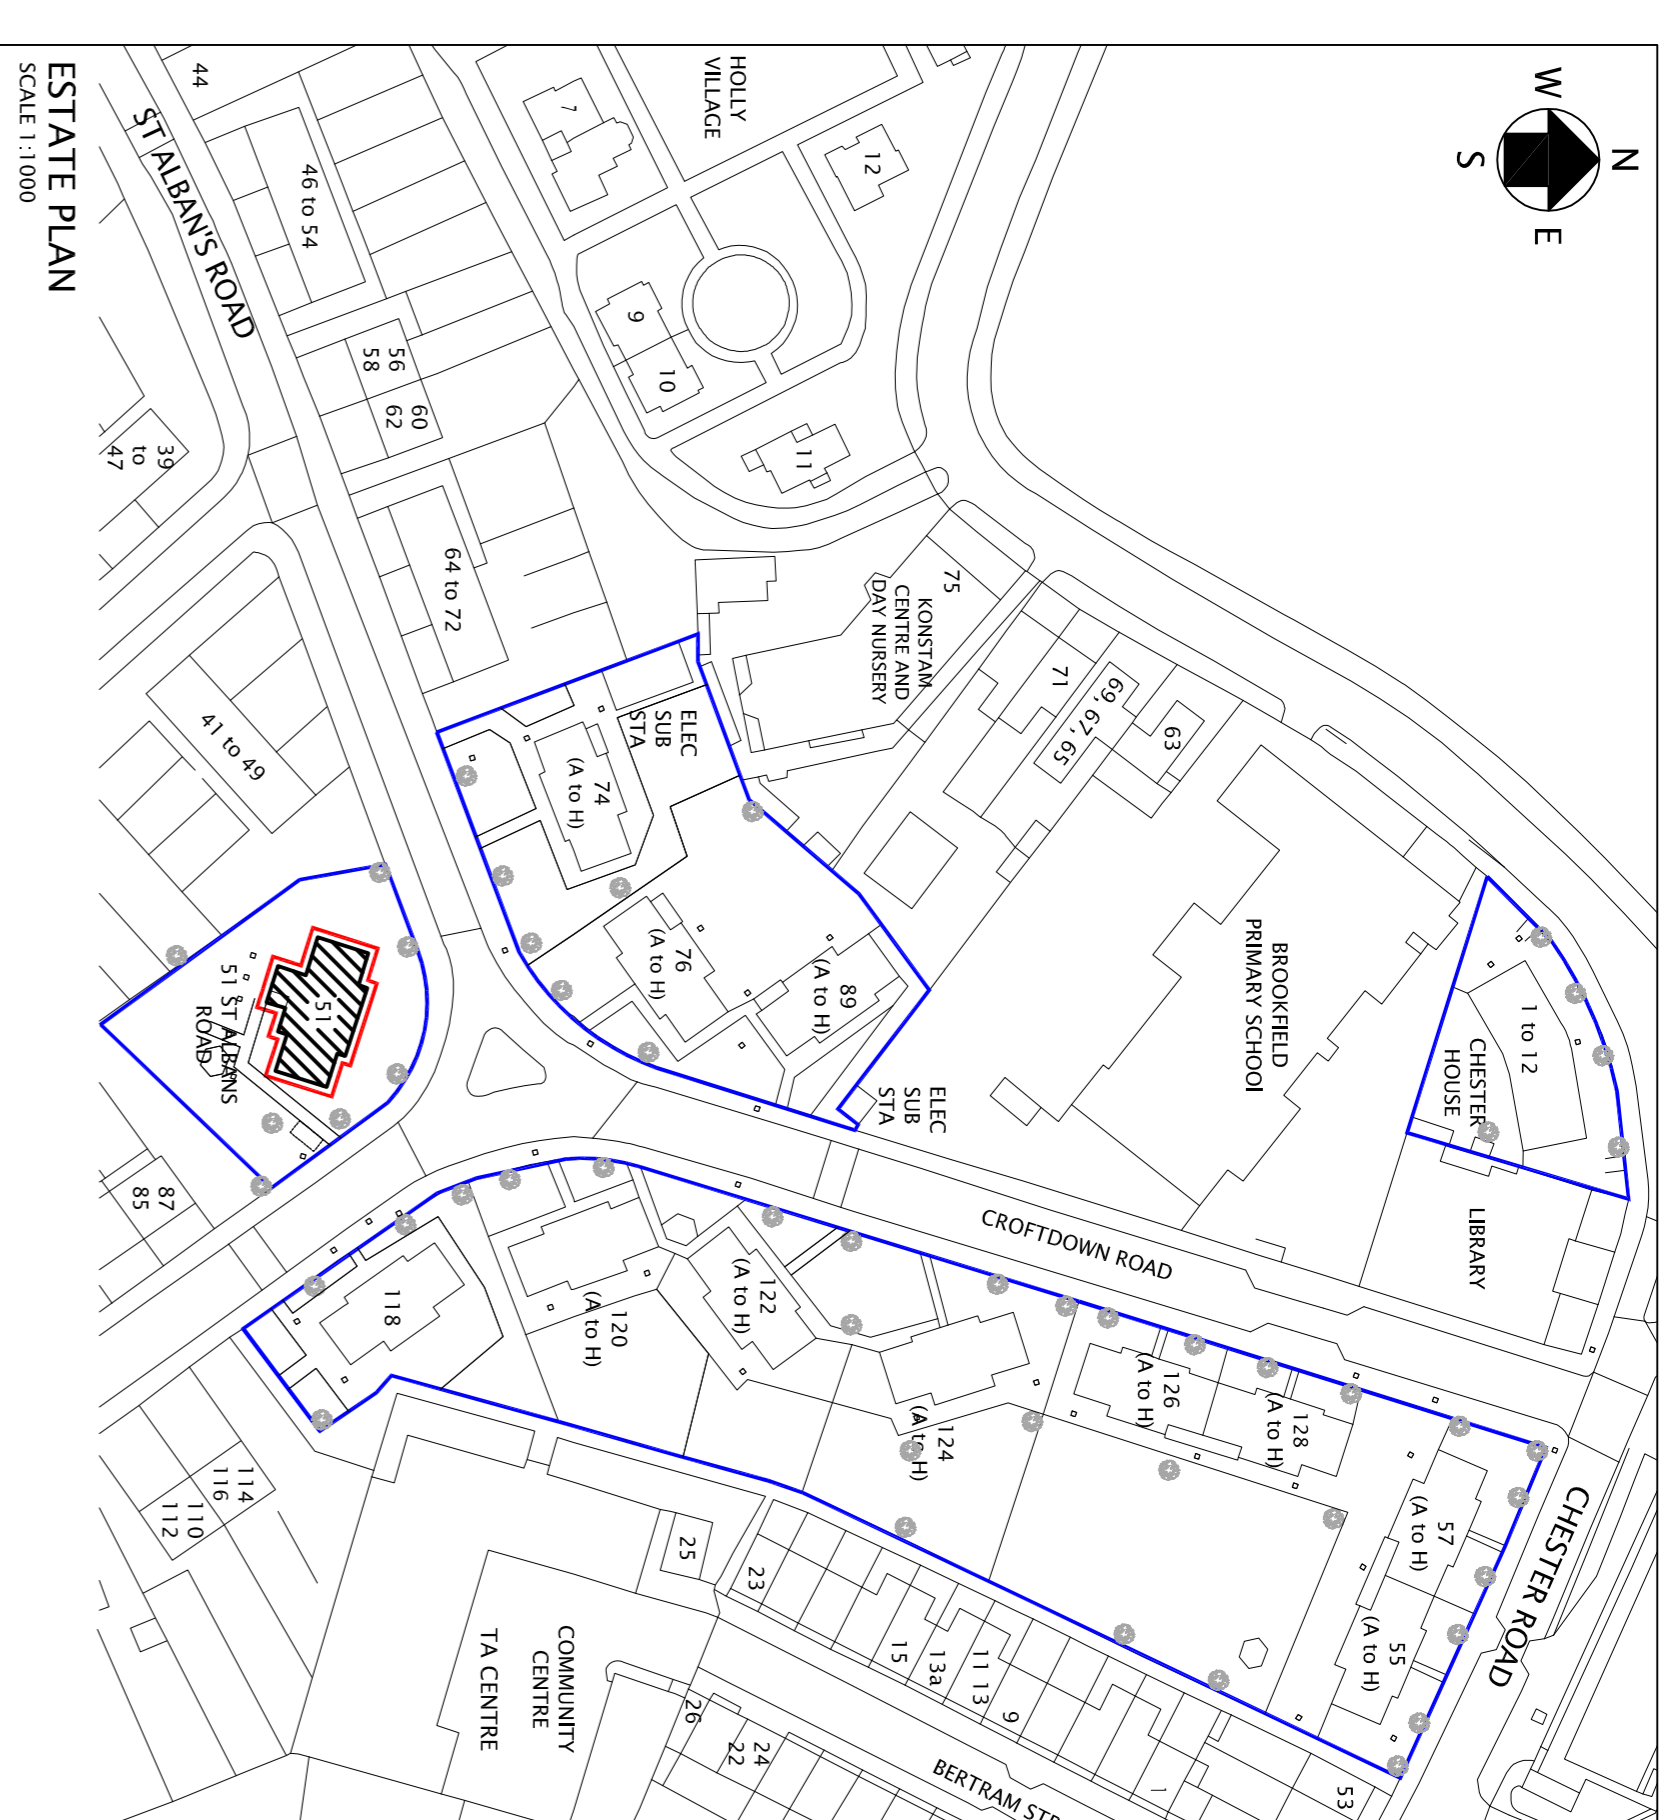 N
W
E
S
HOLLY
VILLAGE
7
12
9
10
11
44
46 to 54
ST ALBAN'S ROAD
56
58
60
62
64 to 72
39
to
47
41 to 49
75
KONSTAM
CENTRE AND
DAY NURSERY
71
69, 67, 65
63
BROOKFIELD
PRIMARY SCHOOL
1 to 12
CHESTER
HOUSE
LIBRARY
ELEC
SUB
STA
74
(A to H)
76
(A to H)
89
(A to H)
ELEC
SUB
STA
51
51 ST ALBANS
ROAD
87
85
CROFTDOWN ROAD
118
120
(A to H)
122
(A to H)
124
(A to H)
126
(A to H)
128
(A to H)
57
(A to H)
55
(A to H)
CHESTER ROAD
114
116
110
112
25
23
15
13a
11 13
9
1
53
COMMUNITY
CENTRE
TA CENTRE
26
24
22
BERTRAM
ESTATE PLAN
SCALE 1:1000